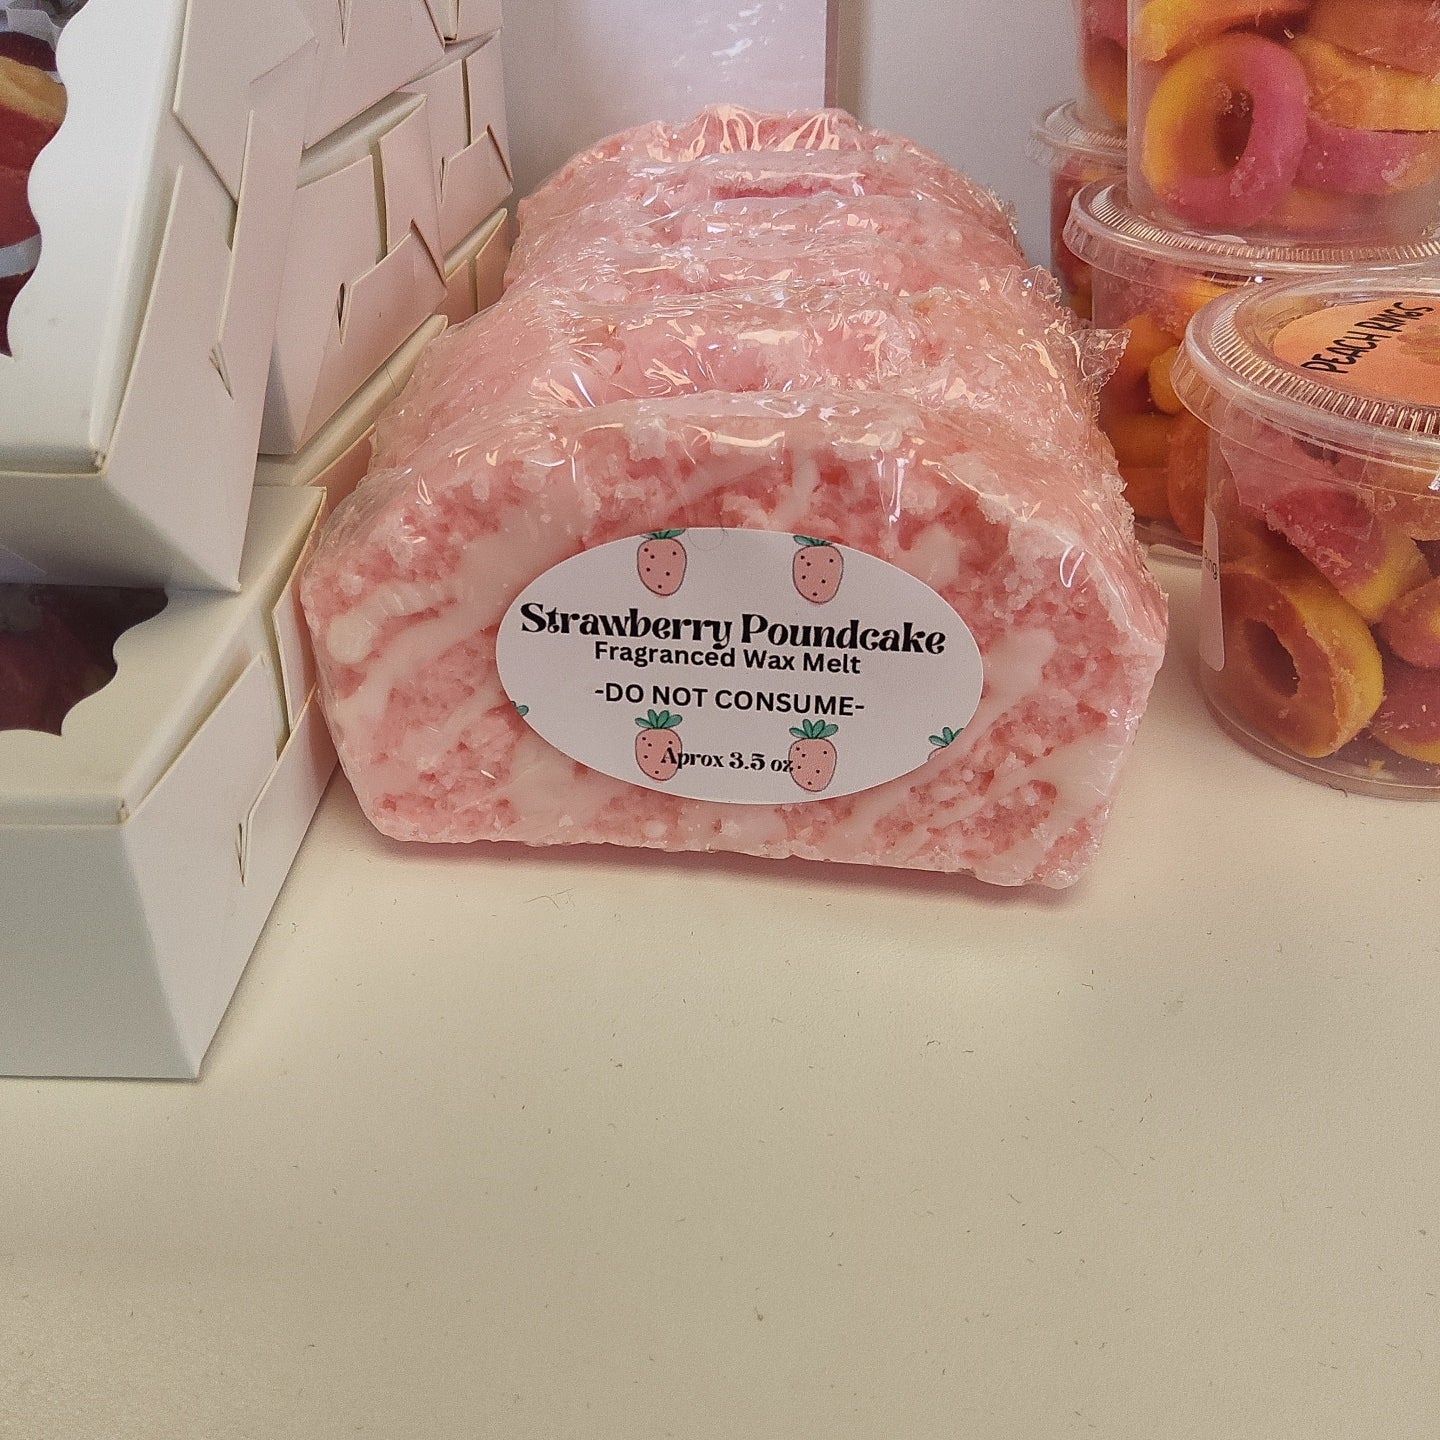 PEACH RINGS
Strawberry Poundcake
Fragranced Wax Melt
-DO NOT CONSUME-
Aprox 3.5 oz